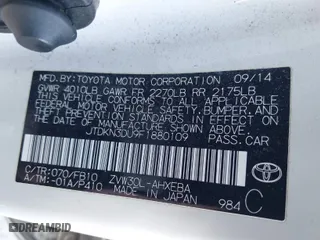 MFD.BY:TOYOTA MOTOR CORPORATION 09/14
GVWR 4010LB GAWR FR 2270LB RR 2175LB
THIS VEHICLE CONFORMS TO ALL APPLICABLE
FEDERAL MOTOR VEHICLE SAFETY AND
THEFT PREVENTION STANDARDS IN EFFECT ON
THE DATE OF MANUFACTURE SHOWN ABOVE.
JTDKN3DU9F1880109 PASS.CAR
C/TR:070/FB10 ZVW30L-AHXEBA
A/TM:-01A/P410 MADE IN JAPAN
984 C
TOYOTA